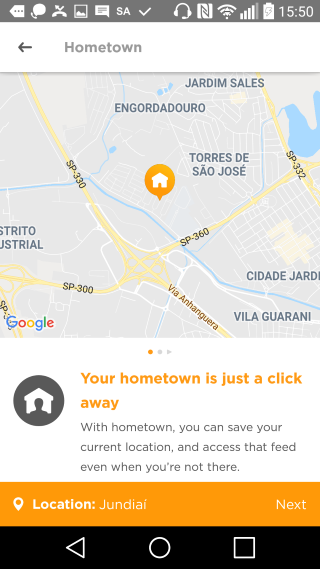 SA 15:50
Hometown
JARDIM SALES
ENGORDADOURO
TORRES DE
SÃO JOSÉ
SP-330
SP-332
STRITO
USTRIAL
SP-360
CIDADE JARDI
SP-300
Via Anhanguera
VILA GUARANI
SP-
Google
Your hometown is just a click
away
With hometown, you can save your
current location, and access that feed
even when you're not there.
Location: Jundiaí Next